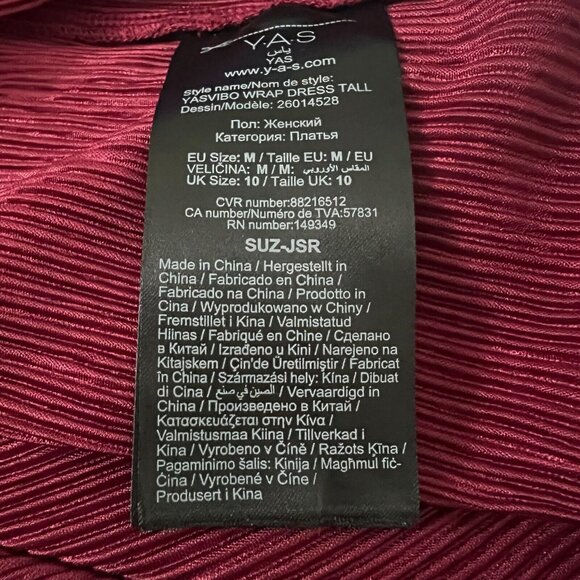 Y.A.S
ياس
YAS
www.y-a-s.com
Style name/Nom de style:
YASVIBO WRAP DRESS TALL
Dessin/Modèle: 26014528
Пол: Женский
Категория: Платья
EU Size: M / Taille EU: M / EU
VELIČINA: M / M: المقاس الأوروبي
UK Size: 10 / Taille UK: 10
CVR number:88216512
CA number/Numéro de TVA:57831
RN number:149349
SUZ-JSR
Made in China / Hergestellt in
China / Fabricado en China /
Fabricado na China / Prodotto in
Cina / Wyprodukowano w Chiny /
Fremstillet i Kina / Valmistatud
Hiinas / Fabriqué en Chine / Сделано
в Китай / Izrađeno u Kini / Narejeno na
Kitajskem / Çin'de Üretilmiştir / Fabricat
în China / Származási hely: Kína / Dibuat
di Cina / الصين في صنع / Vervaardigd in
China / Произведено в Китай /
Κατασκευάζεται στην Κίνα /
Valmistusmaa Kiina / Tillverkad i
Kina / Vyrobeno v Číně / Ražots Ķīna /
Pagaminimo šalis: Kinija / Magħmul fiċ-
Ċina / Vyrobené v Číne /
Produsert i Kina